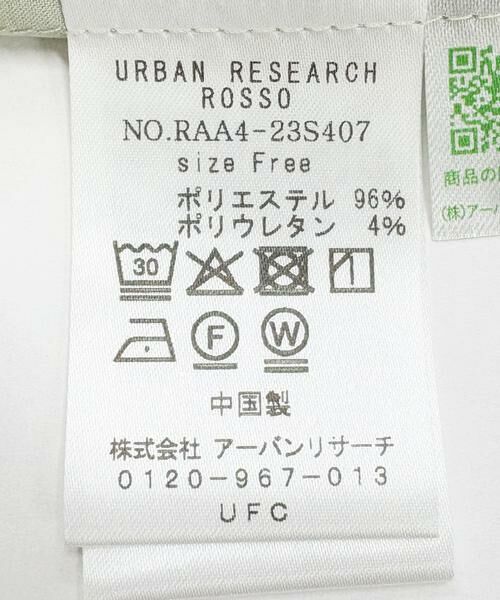 URBAN RESEARCH
ROSSO
NO.RAA4-23S407
size Free
ポリエステル 96%
ポリウレタン 4%
30
F
W
中国製
株式会社 アーバンリサーチ
0120-967-013
UFC
商品の
(株)アー